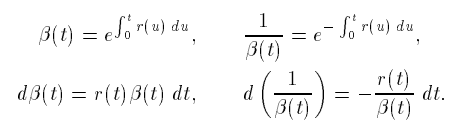 β(t) = e^{∫_0^t r(u) du}, 1/β(t) = e^{− ∫_0^t r(u) du},
dβ(t) = r(t)β(t) dt, d(1/β(t)) = − r(t)/β(t) dt.